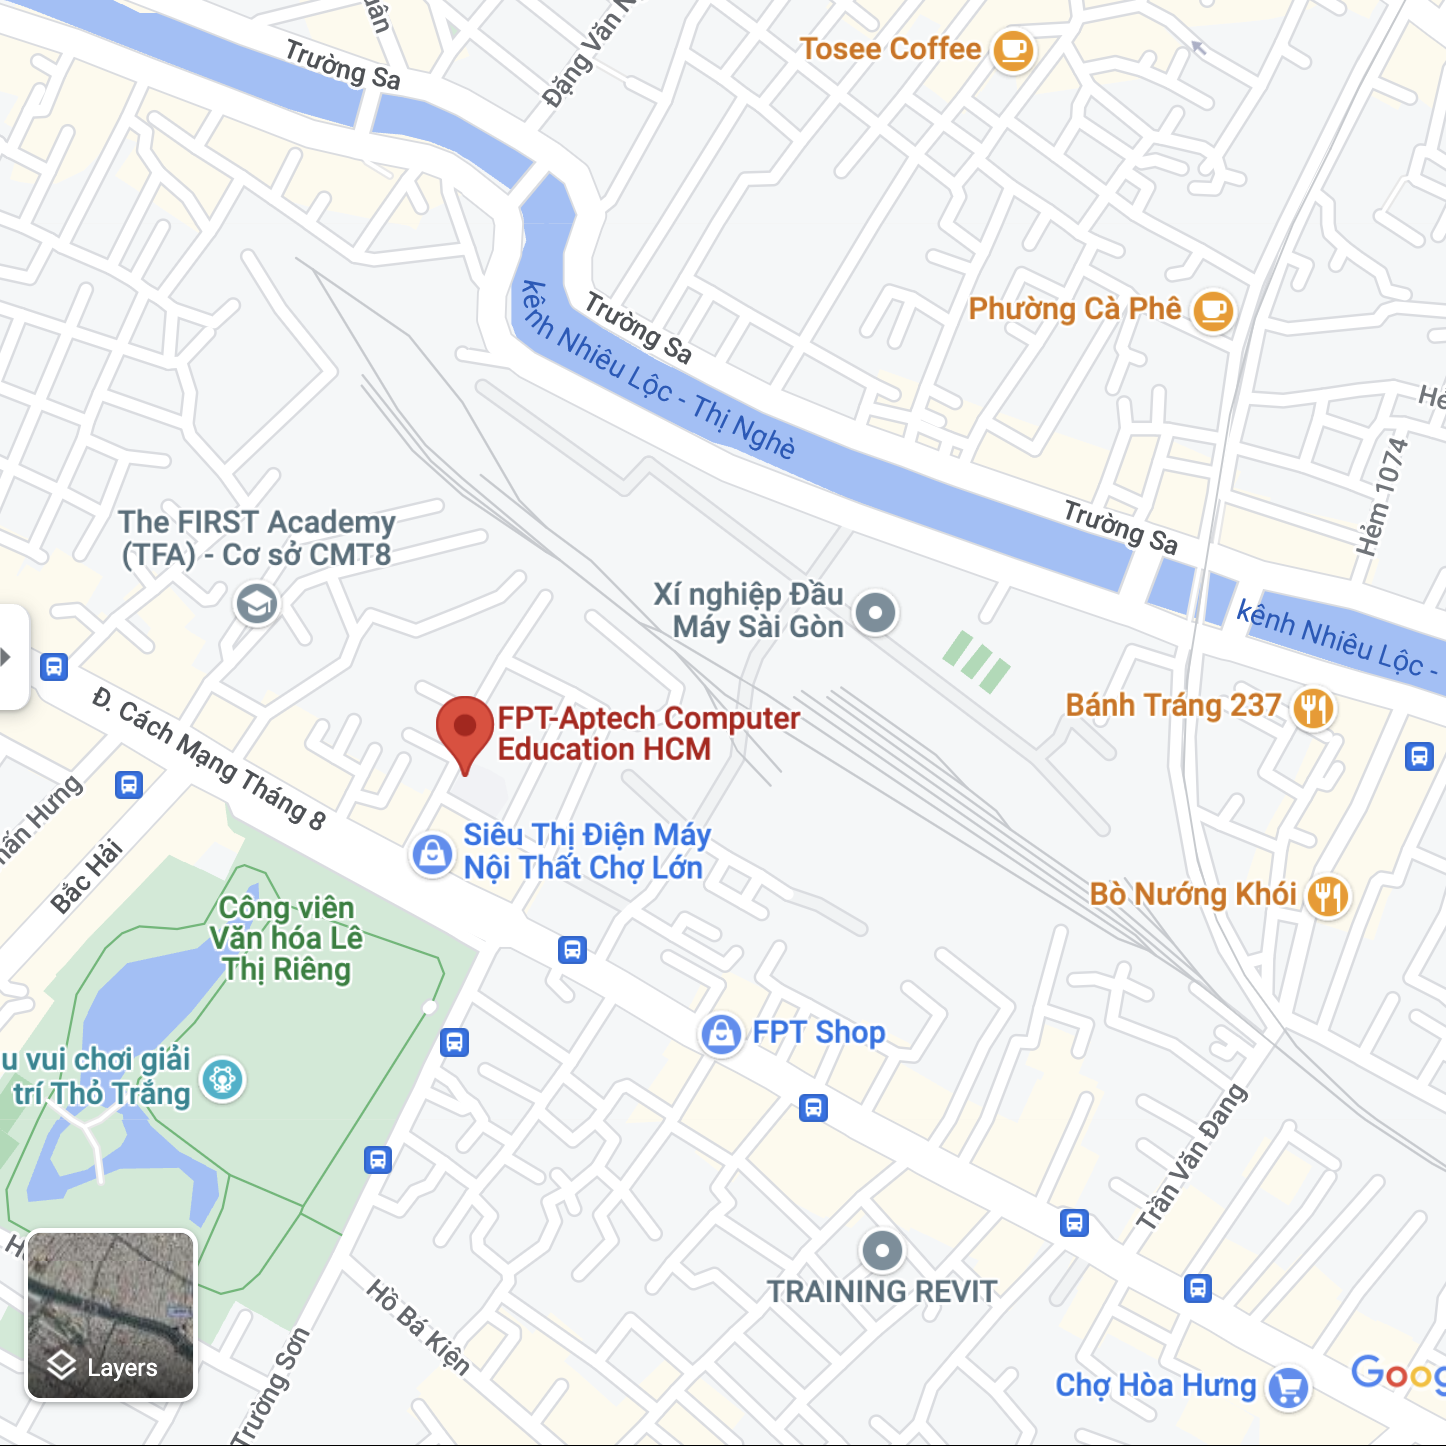 Trường Sa
Đặng Văn
Tosee Coffee
Phường Cà Phê
Trường Sa
kênh Nhiêu Lộc - Thị Nghè
Hẻm 1074
The FIRST Academy
(TFA) - Cơ sở CMT8
Trường Sa
Xí nghiệp Đầu
Máy Sài Gòn
kênh Nhiêu Lộc -
Đ. Cách Mạng Tháng 8
FPT-Aptech Computer
Education HCM
Bánh Tráng 237
Siêu Thị Điện Máy
Nội Thất Chợ Lớn
Bắc Hải
Bò Nướng Khói
Công viên
Văn hóa Lê
Thị Riêng
FPT Shop
u vui chơi giải
trí Thỏ Trắng
Trần Văn Đang
TRAINING REVIT
Hồ Bá Kiện
Trường Sơn
Layers
Chợ Hòa Hưng
Goog